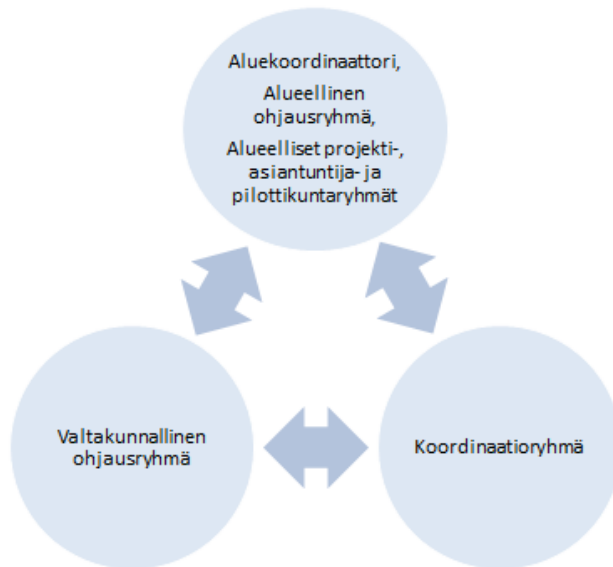 Aluekoordinaattori,
Alueellinen
ohjausryhmä,
Alueelliset projekti-,
asiantuntija- ja
pilottikuntaryhmät
Valtakunnallinen
ohjausryhmä
Koordinaatioryhmä